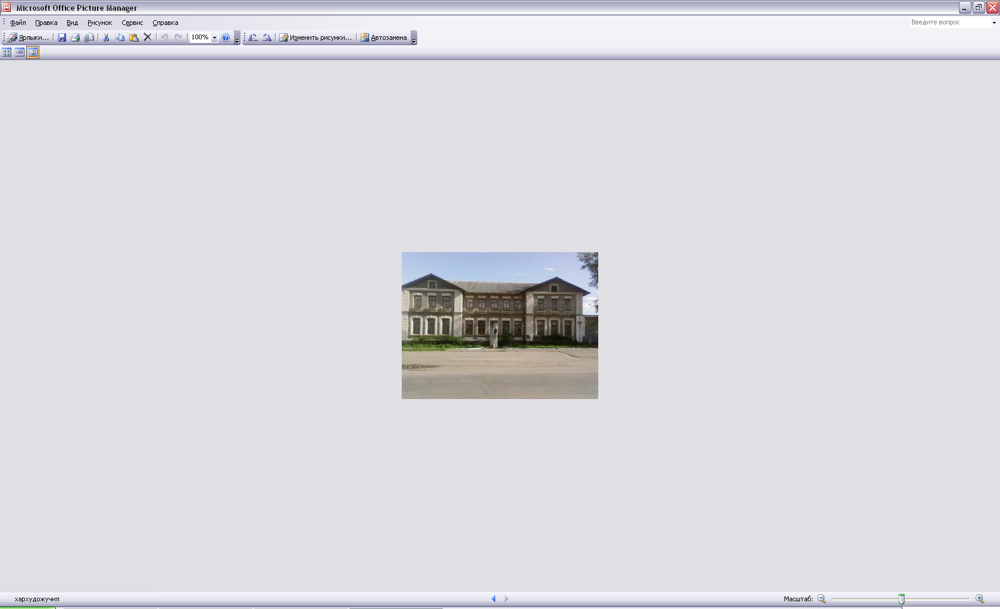 Microsoft Office Picture Manager
Файл Правка Вид Рисунок Сервис Справка Введите вопрос
Ярлыки... 100% Изменить рисунки... Автозамена
хархудожучил Масштаб: